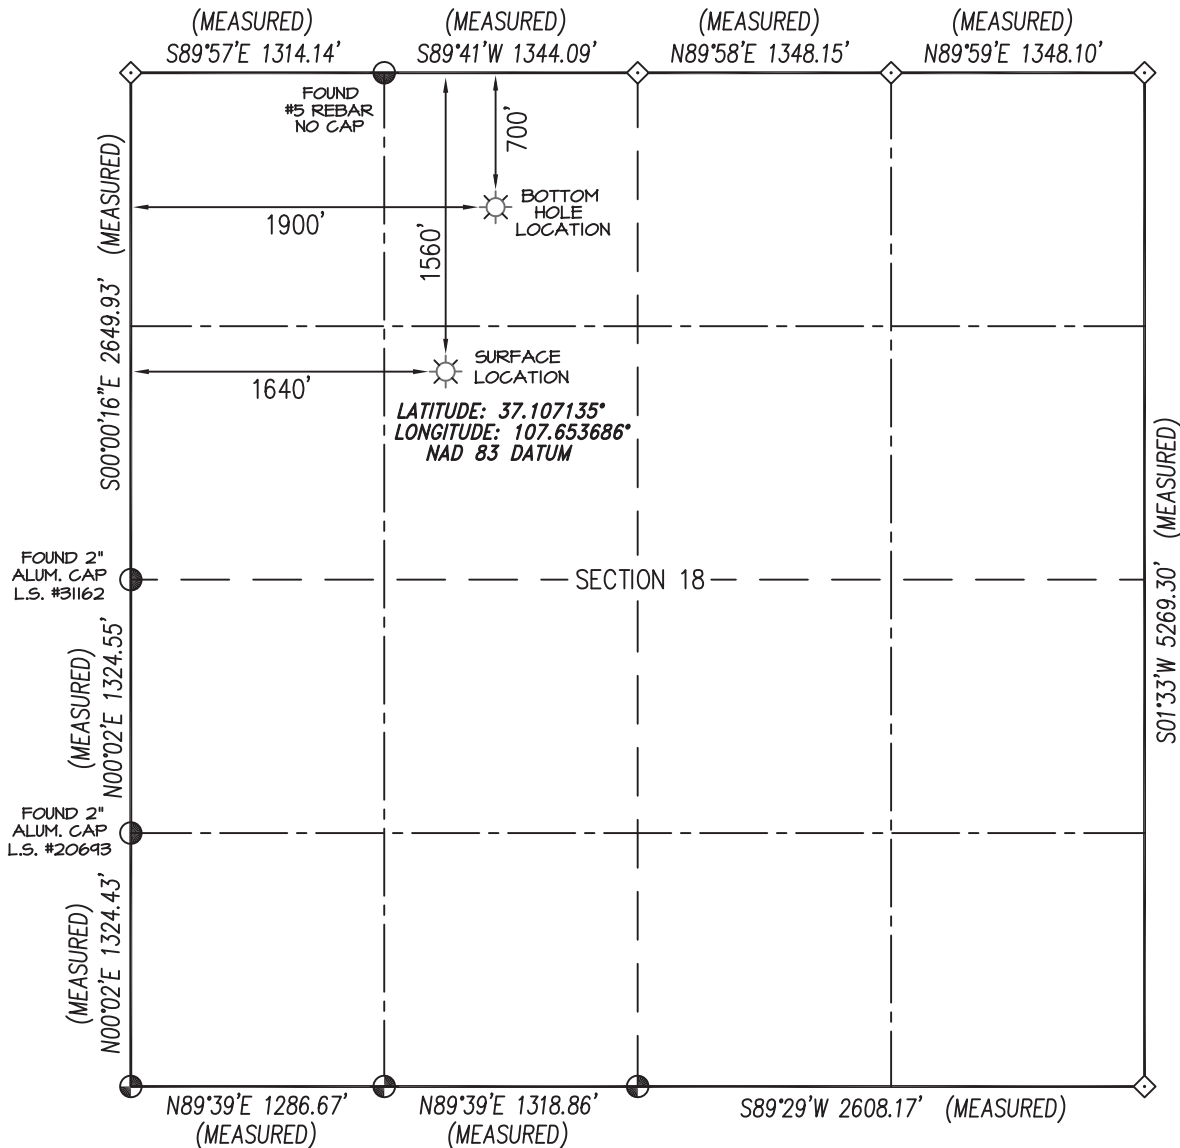 (MEASURED)
S89°57'E 1314.14'
(MEASURED)
S89°41'W 1344.09'
(MEASURED)
N89°58'E 1348.15'
(MEASURED)
N89°59'E 1348.10'
FOUND
#5 REBAR
NO CAP
700'
BOTTOM
HOLE
LOCATION
1900'
1560'
S00°00'16"E 2649.93' (MEASURED)
SURFACE
LOCATION
1640'
LATITUDE: 37.107135°
LONGITUDE: 107.653686°
NAD 83 DATUM
FOUND 2"
ALUM. CAP
L.S. #31162
SECTION 18
S01°33'W 5269.30' (MEASURED)
(MEASURED)
N00°02'E 1324.55'
FOUND 2"
ALUM. CAP
L.S. #20693
(MEASURED)
N00°02'E 1324.43'
N89°39'E 1286.67'
(MEASURED)
N89°39'E 1318.86'
(MEASURED)
S89°29'W 2608.17' (MEASURED)